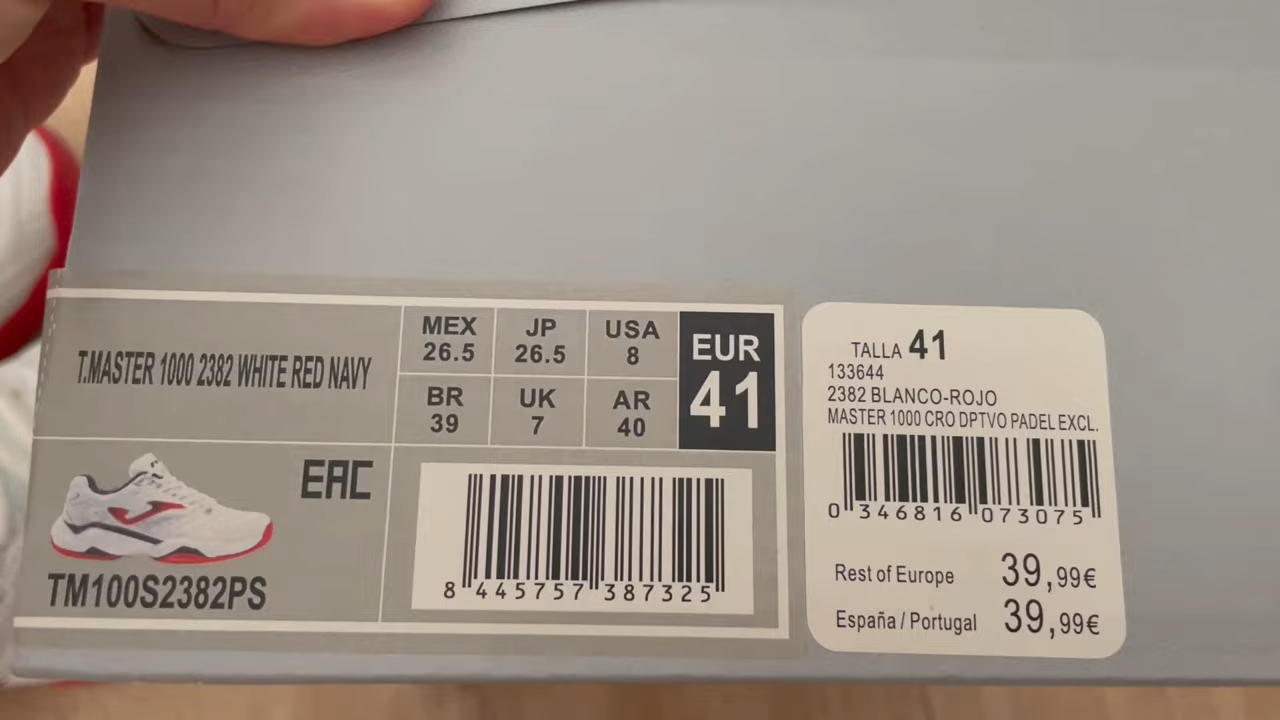 T.MASTER 1000 2382 WHITE RED NAVY
MEX 26.5
JP 26.5
USA 8
BR 39
UK 7
AR 40
EUR 41
EAC
TM100S2382PS
8 445757 387325
TALLA 41
133644
2382 BLANCO-ROJO
MASTER 1000 CRO DPTVO PADEL EXCL.
0 346816 073075
Rest of Europe 39,99€
España / Portugal 39,99€